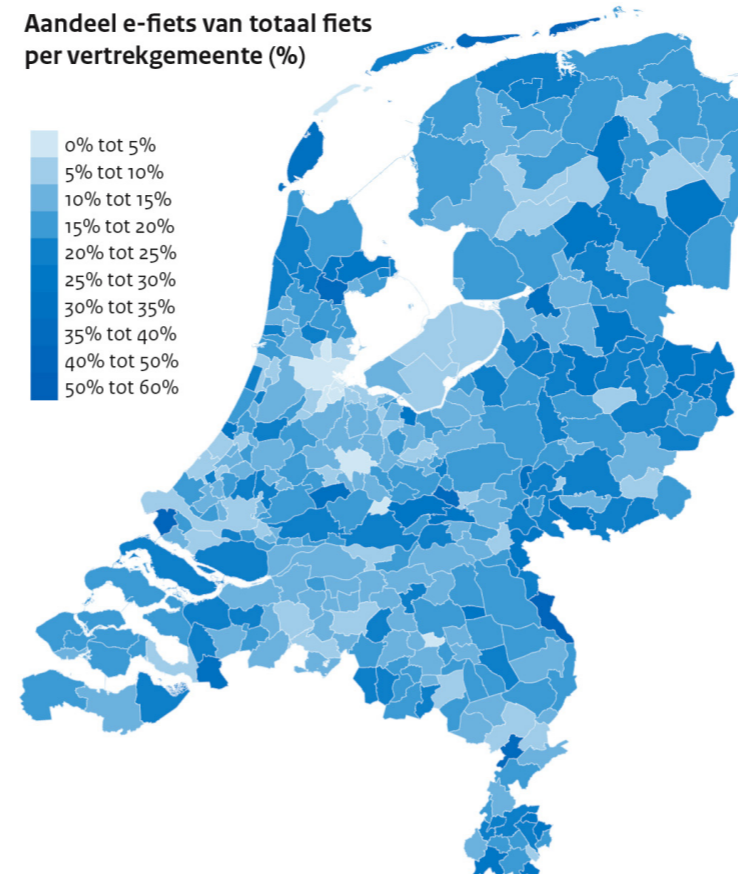 Aandeel e-fiets van totaal fiets
per vertrekgemeente (%)
0% tot 5%
5% tot 10%
10% tot 15%
15% tot 20%
20% tot 25%
25% tot 30%
30% tot 35%
35% tot 40%
40% tot 50%
50% tot 60%